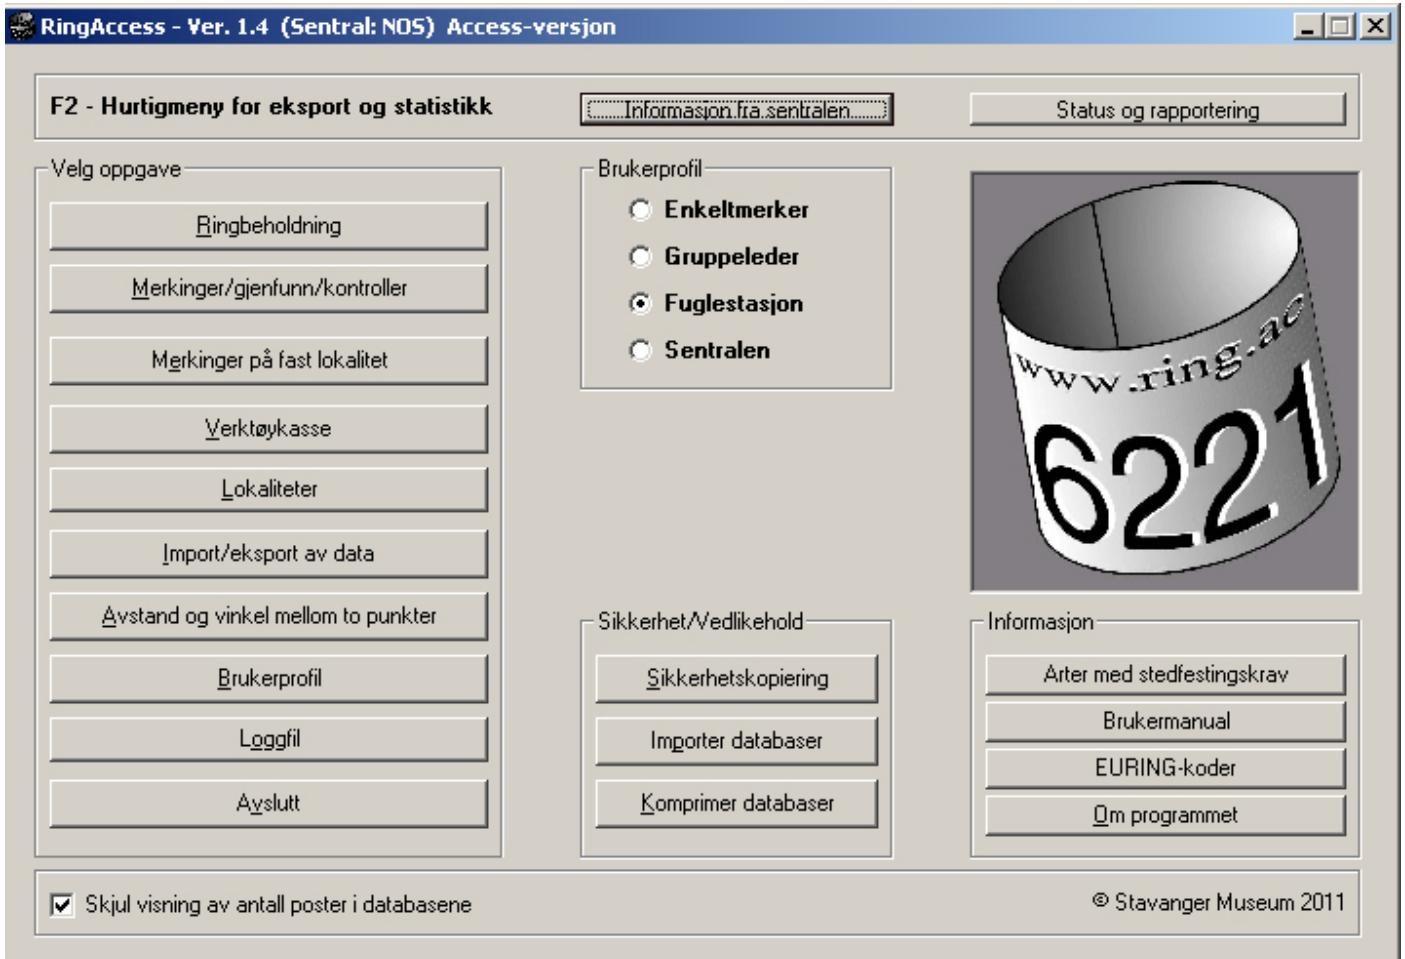 RingAccess - Ver. 1.4 (Sentral: NOS) Access-versjon
F2 - Hurtigmeny for eksport og statistikk
Informasjon fra sentralen
Status og rapportering
Velg oppgave
Ringbeholdning
Merkinger/gjenfunn/kontroller
Merkinger på fast lokalitet
Verktøykasse
Lokaliteter
Import/eksport av data
Avstand og vinkel mellom to punkter
Brukerprofil
Loggfil
Avslutt
Brukerprofil
Enkeltmerker
Gruppeleder
Fuglestasjon
Sentralen
www.ring.ac
6221
Sikkerhet/Vedlikehold
Sikkerhetskopiering
Importer databaser
Komprimer databaser
Informasjon
Arter med stedfestingskrav
Brukermanual
EURING-koder
Om programmet
Skjul visning av antall poster i databasene
© Stavanger Museum 2011